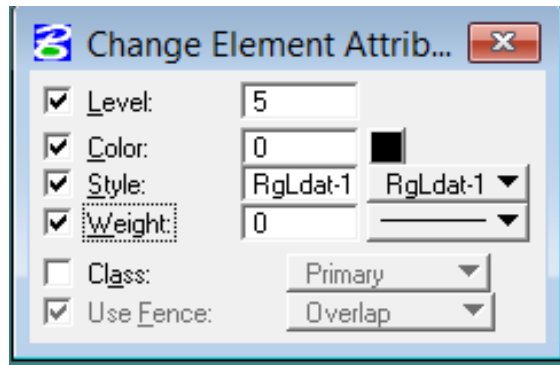 Change Element Attrib...
Level: 5
Color: 0
Style: RgLdat-1 RgLdat-1
Weight: 0
Class: Primary
Use Fence: Overlap